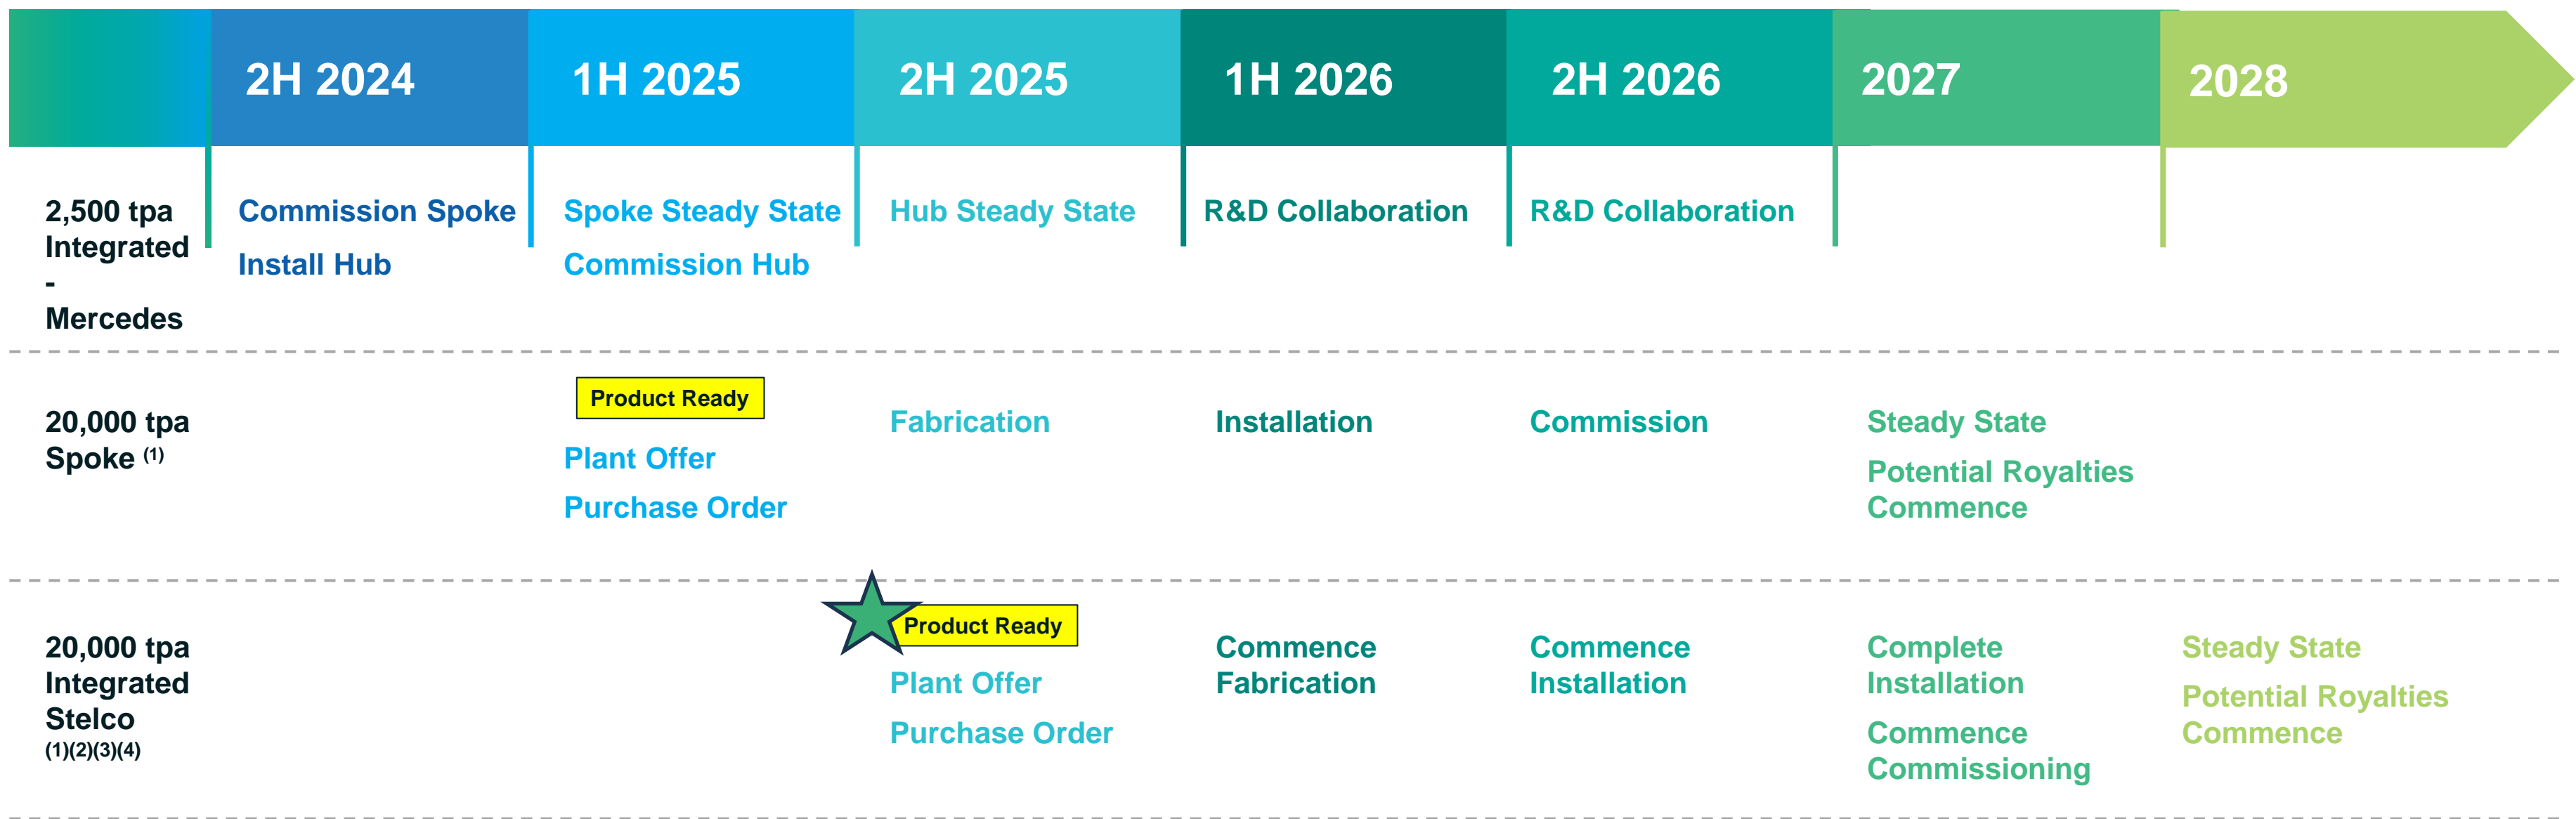 2H 2024
1H 2025
2H 2025
1H 2026
2H 2026
2027
2028
2,500 tpa
Integrated
-
Mercedes
Commission Spoke
Install Hub
Spoke Steady State
Commission Hub
Hub Steady State
R&D Collaboration
R&D Collaboration
20,000 tpa
Spoke (1)
Product Ready
Plant Offer
Purchase Order
Fabrication
Installation
Commission
Steady State
Potential Royalties
Commence
20,000 tpa
Integrated
Stelco
(1)(2)(3)(4)
Product Ready
Plant Offer
Purchase Order
Commence
Fabrication
Commence
Installation
Complete
Installation
Commence
Commissioning
Steady State
Potential Royalties
Commence